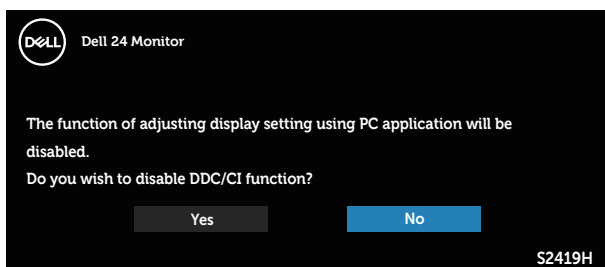 DELL
Dell 24 Monitor
The function of adjusting display setting using PC application will be
disabled.
Do you wish to disable DDC/CI function?
Yes
No
S2419H